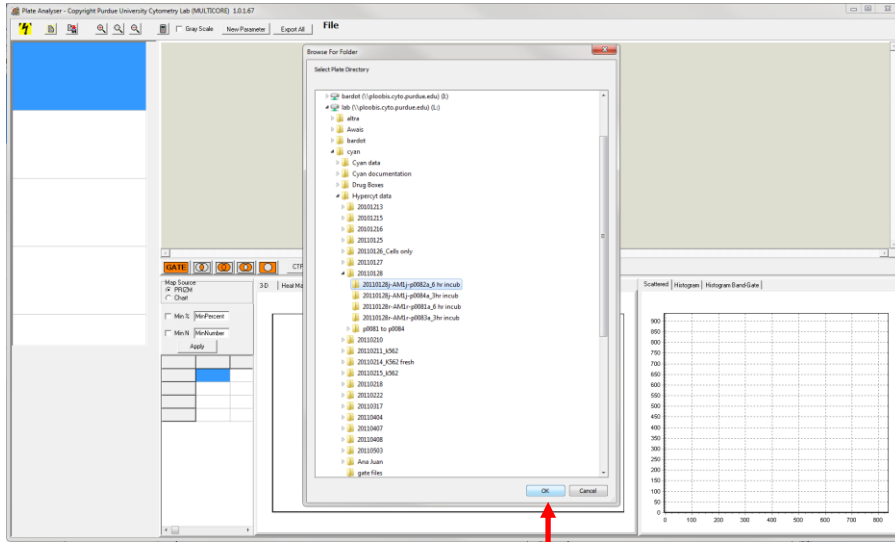 Plate Analyser - Copyright Purdue University Cytometry Lab (MULTICORE) 1.0.1.67
Gray Scale New Parameter Export All File
Browse For Folder
Select Plate Directory
bardot (\\ploobis.cyto.purdue.edu) (I:)
lab (\\ploobis.cyto.purdue.edu) (L:)
altra
Awais
bardot
cyan
Cyan data
Cyan documentation
Drug Boxes
Hypercyt data
20101213
20101215
20101216
20110125
20110126_Cells only
20110127
20110128
20110128j-AM1j-p0082a_6 hr incub
20110128j-AM1j-p0084a_3hr incub
20110128r-AM1r-p0081a_6 hr incub
20110128r-AM1r-p0083a_3hr incub
p0081 to p0084
20110210
20110211_k562
20110214_K562 fresh
20110215_k562
20110218
20110222
20110317
20110404
20110407
20110408
20110503
Ana Juan
gate files
OK Cancel
GATE
Map Source
PRIZM
Chart
Min % MinPercent
Min N MinNumber
Apply
3-D
Scattered Histogram Histogram Band-Gate
900
850
800
750
700
650
600
550
500
450
400
350
300
250
200
150
100
50
0
0 100 200 300 400 500 600 700 800